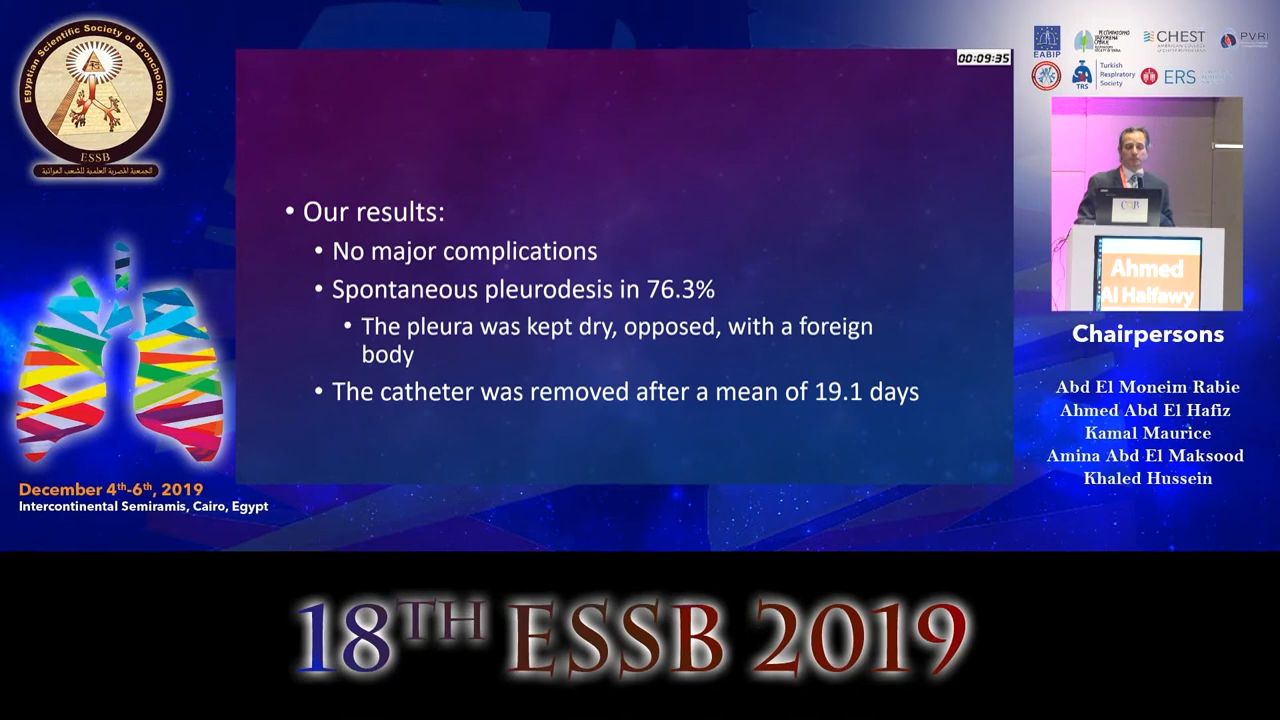 Egyptian Scientific Society of Bronchology
ESSB
الجمعية المصرية العلمية للشعب الهوائية
December 4th-6th, 2019
Intercontinental Semiramis, Cairo, Egypt
00:09:35
• Our results:
• No major complications
• Spontaneous pleurodesis in 76.3%
• The pleura was kept dry, opposed, with a foreign
body
• The catheter was removed after a mean of 19.1 days
EABIP
CHEST
PVRI
TRS
Turkish
Respiratory
Society
ERS
Ahmed
Al Halfawy
Chairpersons
Abd El Moneim Rabie
Ahmed Abd El Hafiz
Kamal Maurice
Amina Abd El Maksood
Khaled Hussein
18TH ESSB 2019